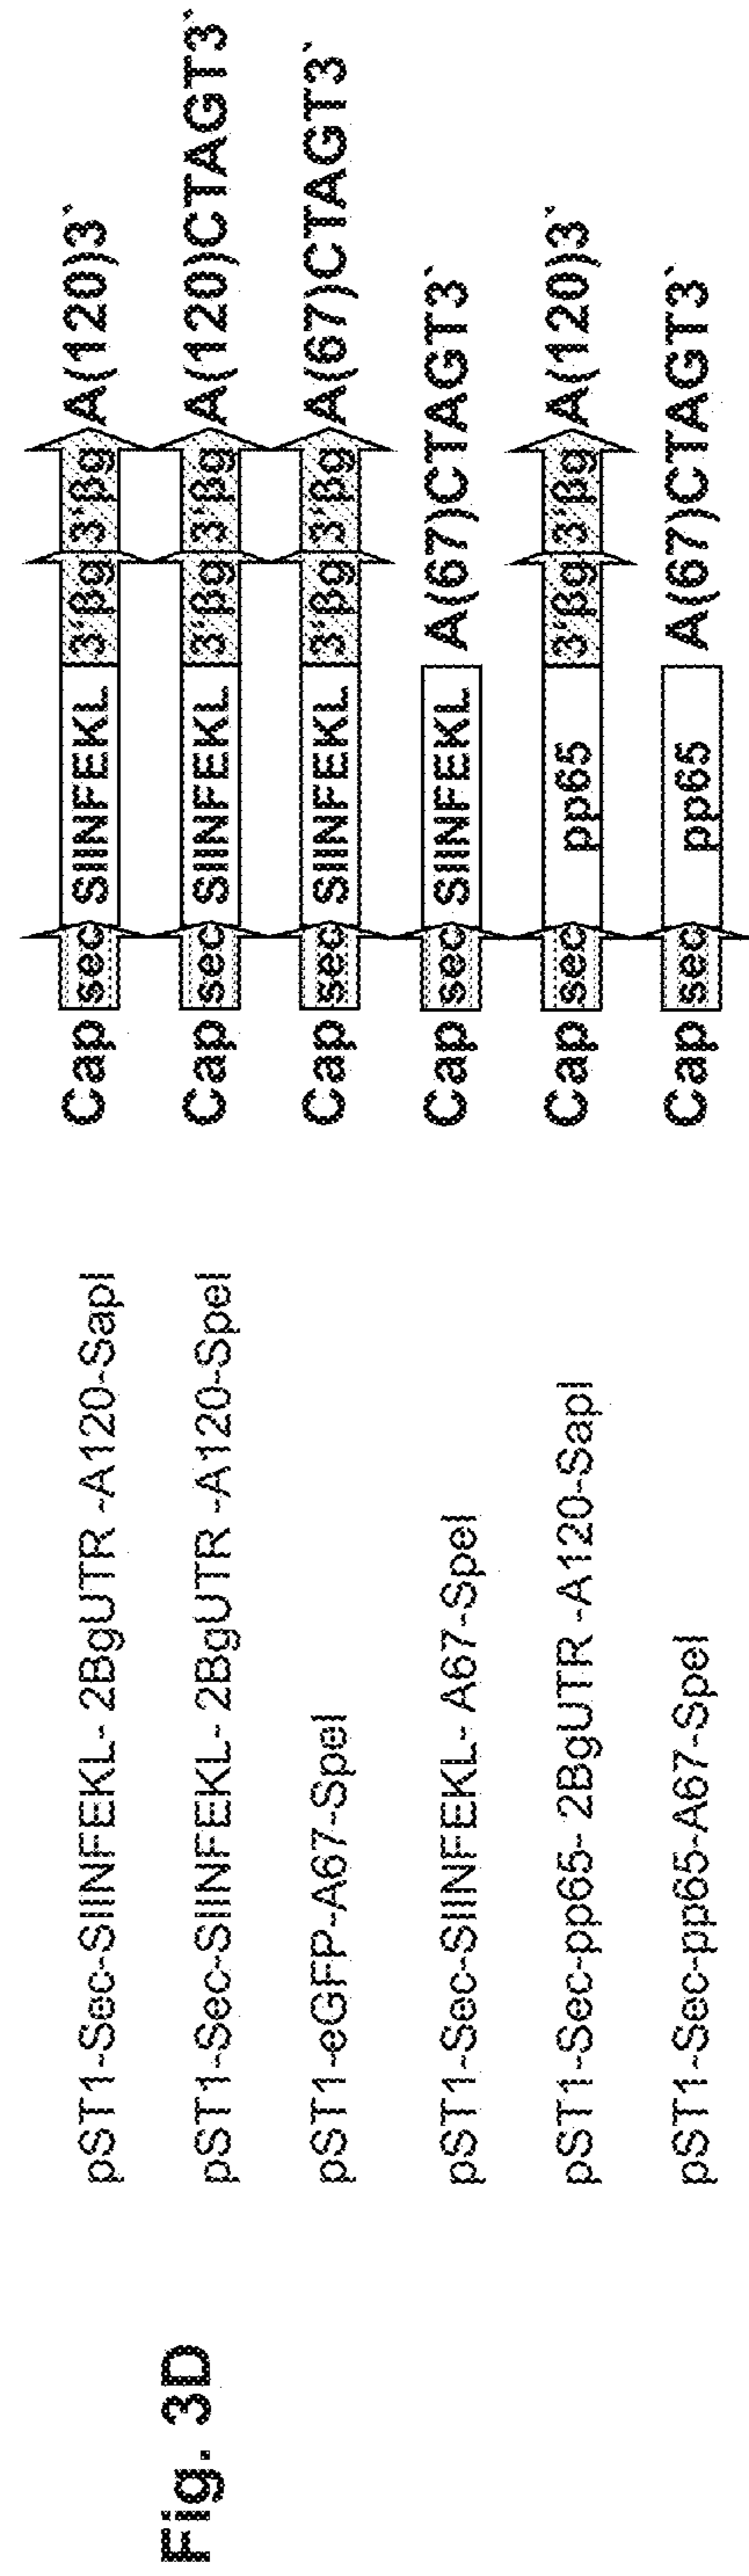 Fig. 3D
pST1-Sec-SIINFEKL- 2BgUTR -A120-SapI Cap sec SIINFEKL 3'βg 3'βg A(120)3`
pST1-Sec-SIINFEKL- 2BgUTR -A120-SpeI Cap sec SIINFEKL 3'βg 3'βg A(120)CTAGT3`
pST1-eGFP-A67-SpeI Cap sec SIINFEKL 3'βg 3'βg A(67)CTAGT3`
pST1-Sec-SIINFEKL- A67-SpeI Cap sec SIINFEKL A(67)CTAGT3`
pST1-Sec-pp65- 2BgUTR -A120-SapI Cap sec pp65 3'βg 3'βg A(120)3`
pST1-Sec-pp65-A67-SpeI Cap sec pp65 A(67)CTAGT3`